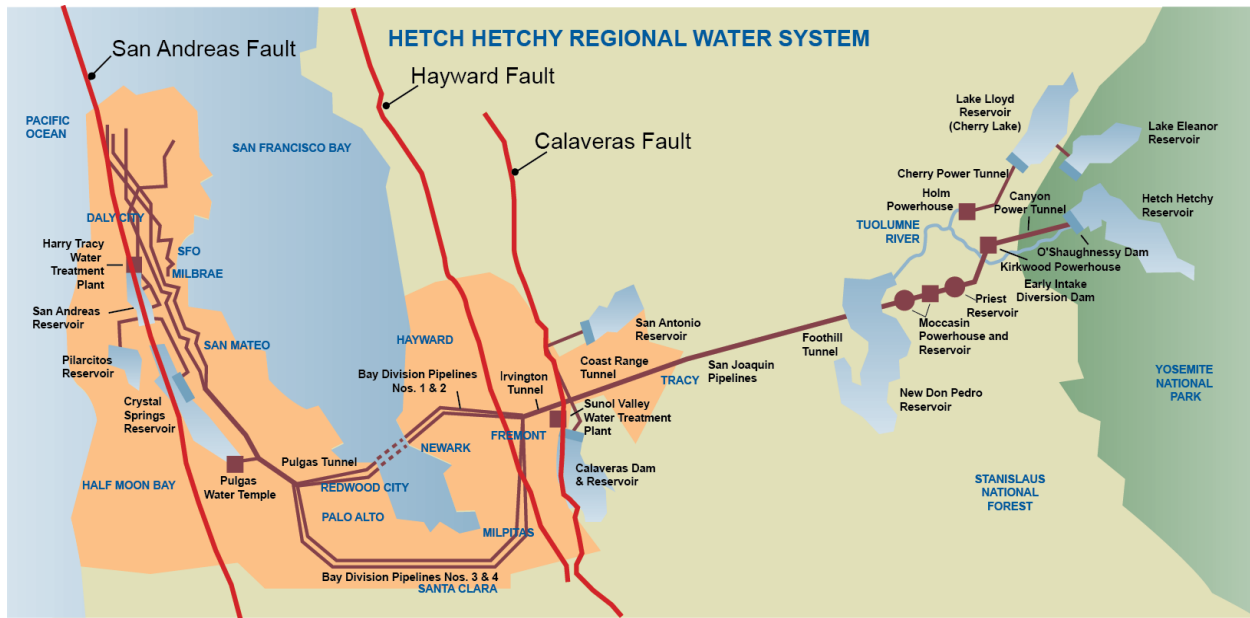 HETCH HETCHY REGIONAL WATER SYSTEM
San Andreas Fault
Hayward Fault
Calaveras Fault
PACIFIC
OCEAN
SAN FRANCISCO BAY
Lake Lloyd
Reservoir
(Cherry Lake)
Lake Eleanor
Reservoir
Cherry Power Tunnel
Holm
Powerhouse
Canyon
Power Tunnel
Hetch Hetchy
Reservoir
TUOLUMNE
RIVER
O'Shaughnessy Dam
Kirkwood Powerhouse
Early Intake
Diversion Dam
Priest
Reservoir
Moccasin
Powerhouse and
Reservoir
Foothill
Tunnel
New Don Pedro
Reservoir
YOSEMITE
NATIONAL
PARK
STANISLAUS
NATIONAL
FOREST
DALY CITY
SFO
MILBRAE
Harry Tracy
Water
Treatment
Plant
San Andreas
Reservoir
SAN MATEO
Pilarcitos
Reservoir
Crystal
Springs
Reservoir
HALF MOON BAY
Pulgas
Water Temple
Pulgas Tunnel
REDWOOD CITY
PALO ALTO
HAYWARD
Bay Division Pipelines
Nos. 1 & 2
Irvington
Tunnel
NEWARK
FREMONT
San Antonio
Reservoir
Coast Range
Tunnel
TRACY
San Joaquin
Pipelines
Sunol Valley
Water Treatment
Plant
Calaveras Dam
& Reservoir
MILPITAS
Bay Division Pipelines Nos. 3 & 4
SANTA CLARA